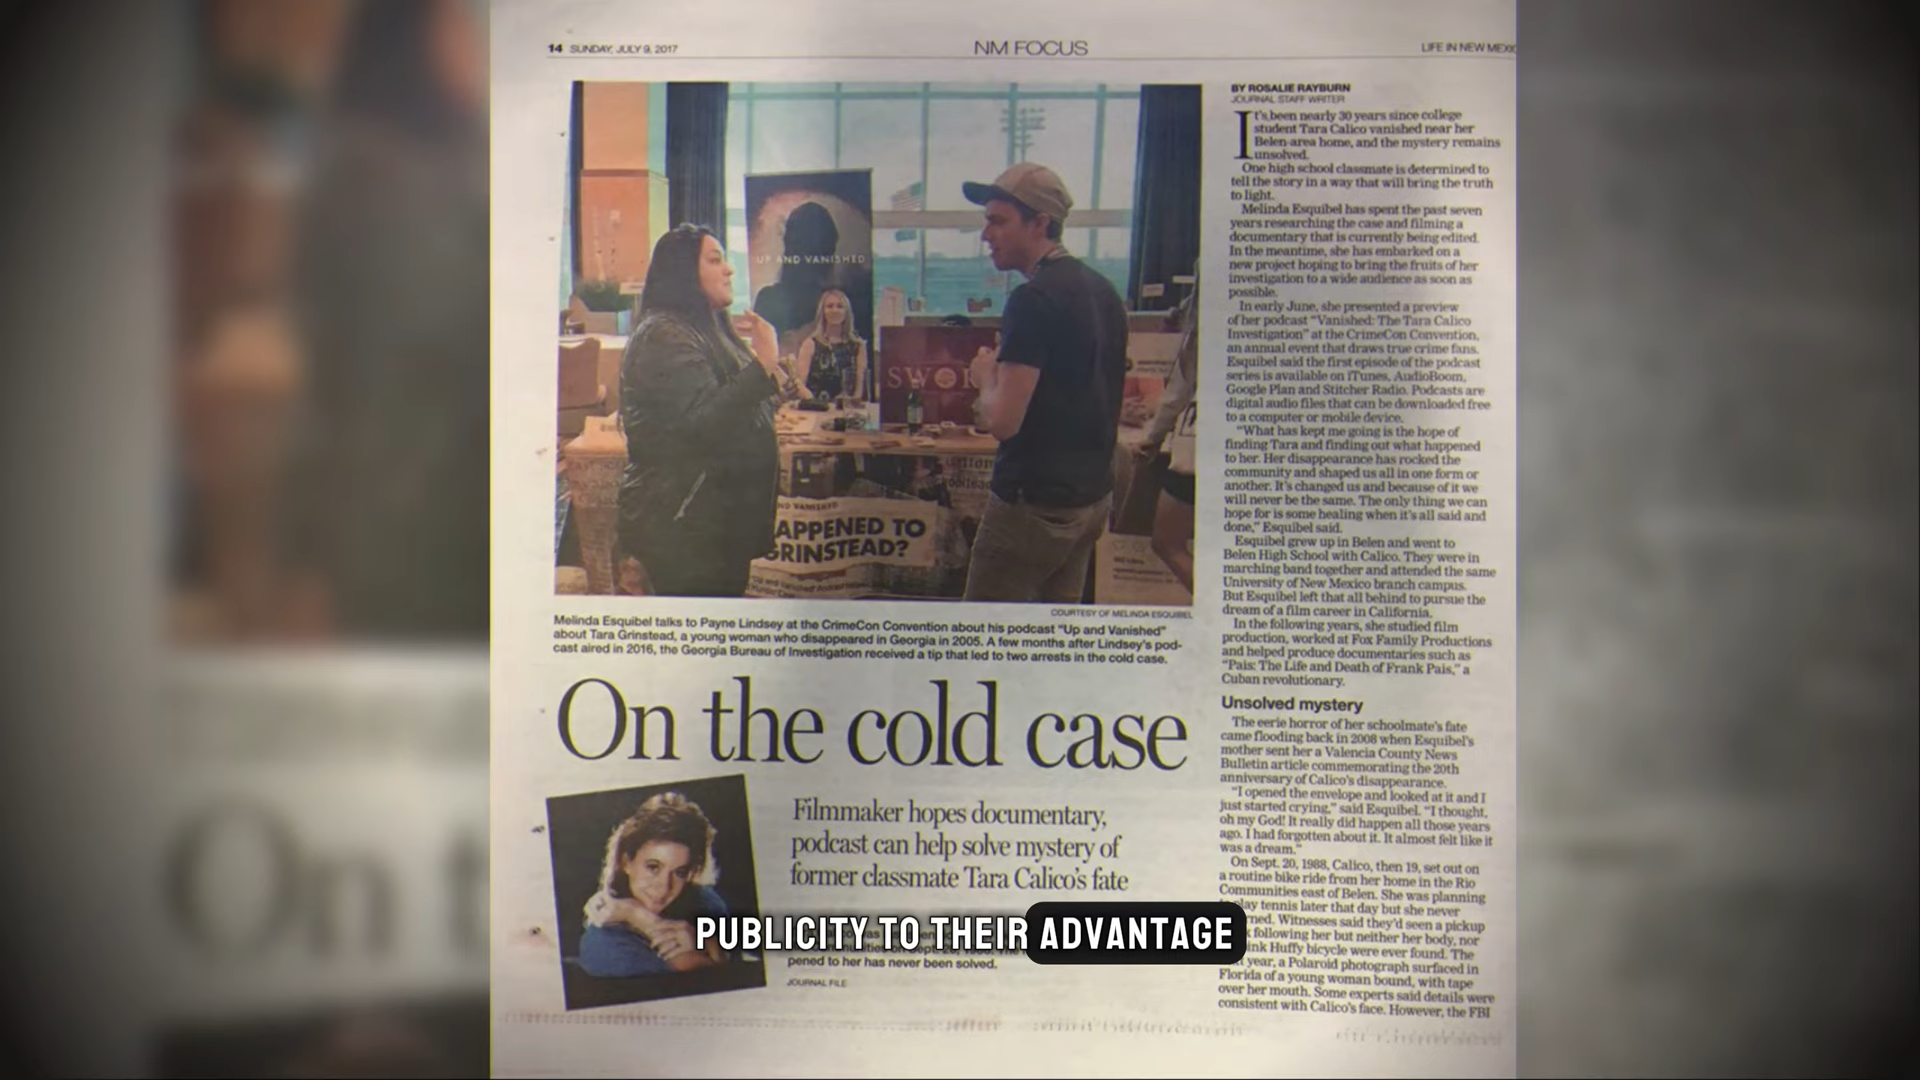 14 SUNDAY, JULY 9, 2017
NM FOCUS
LIFE IN NEW MEXIC
UP AND VANISHED
SWOR
APPENED TO
GRINSTEAD?
COURTESY OF MELINDA ESQUIBEL
Melinda Esquibel talks to Payne Lindsey at the CrimeCon Convention about his podcast “Up and Vanished”
about Tara Grinstead, a young woman who disappeared in Georgia in 2005. A few months after Lindsey’s pod-
cast aired in 2016, the Georgia Bureau of Investigation received a tip that led to two arrests in the cold case.
On the cold case
Filmmaker hopes documentary,
podcast can help solve mystery of
former classmate Tara Calico’s fate
PUBLICITY TO THEIR ADVANTAGE
pened to her has never been solved.
JOURNAL FILE
BY ROSALIE RAYBURN
JOURNAL STAFF WRITER
It’s been nearly 30 years since college
student Tara Calico vanished near her
Belen-area home, and the mystery remains
unsolved.
One high school classmate is determined to
tell the story in a way that will bring the truth
to light.
Melinda Esquibel has spent the past seven
years researching the case and filming a
documentary that is currently being edited.
In the meantime, she has embarked on a
new project hoping to bring the fruits of her
investigation to a wide audience as soon as
possible.
In early June, she presented a preview
of her podcast “Vanished: The Tara Calico
Investigation” at the CrimeCon Convention,
an annual event that draws true crime fans.
Esquibel said the first episode of the podcast
series is available on iTunes, AudioBoom,
Google Plan and Stitcher Radio. Podcasts are
digital audio files that can be downloaded free
to a computer or mobile device.
“What has kept me going is the hope of
finding Tara and finding out what happened
to her. Her disappearance has rocked the
community and shaped us all in one form or
another. It’s changed us and because of it we
will never be the same. The only thing we can
hope for is some healing when it’s all said and
done,” Esquibel said.
Esquibel grew up in Belen and went to
Belen High School with Calico. They were in
marching band together and attended the same
University of New Mexico branch campus.
But Esquibel left that all behind to pursue the
dream of a film career in California.
In the following years, she studied film
production, worked at Fox Family Productions
and helped produce documentaries such as
“Pais: The Life and Death of Frank Pais,” a
Cuban revolutionary.
Unsolved mystery
The eerie horror of her schoolmate’s fate
came flooding back in 2008 when Esquibel’s
mother sent her a Valencia County News
Bulletin article commemorating the 20th
anniversary of Calico’s disappearance.
“I opened the envelope and looked at it and I
just started crying,” said Esquibel. “I thought,
oh my God! It really did happen all those years
ago. I had forgotten about it. It almost felt like it
was a dream.”
On Sept. 20, 1988, Calico, then 19, set out on
a routine bike ride from her home in the Rio
Communities east of Belen. She was planning
play tennis later that day but she never
rned. Witnesses said they’d seen a pickup
following her but neither her body, nor
ink Huffy bicycle were ever found. The
year, a Polaroid photograph surfaced in
Florida of a young woman bound, with tape
over her mouth. Some experts said details were
consistent with Calico’s face. However, the FBI